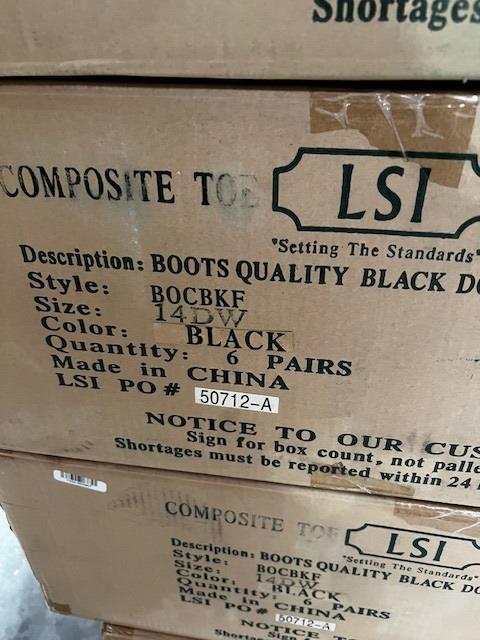 Shortages
COMPOSITE TOE
LSI
"Setting The Standards"
Description: BOOTS QUALITY BLACK DO
Style: BOCBKF
Size: 14DW
Color: BLACK
Quantity: 6 PAIRS
Made in CHINA
LSI PO# 50712-A
NOTICE TO OUR CUS
Sign for box count, not palle
Shortages must be reported within 24
COMPOSITE TOE
LSI
"Setting The Standards"
Description: BOOTS QUALITY BLACK DO
Style: BOCBKF
Size: 14DW
Color: BLACK
Quantity: 6 PAIRS
Made in CHINA
LSI PO# 50712-A
NOTICE
Sign
Shortages